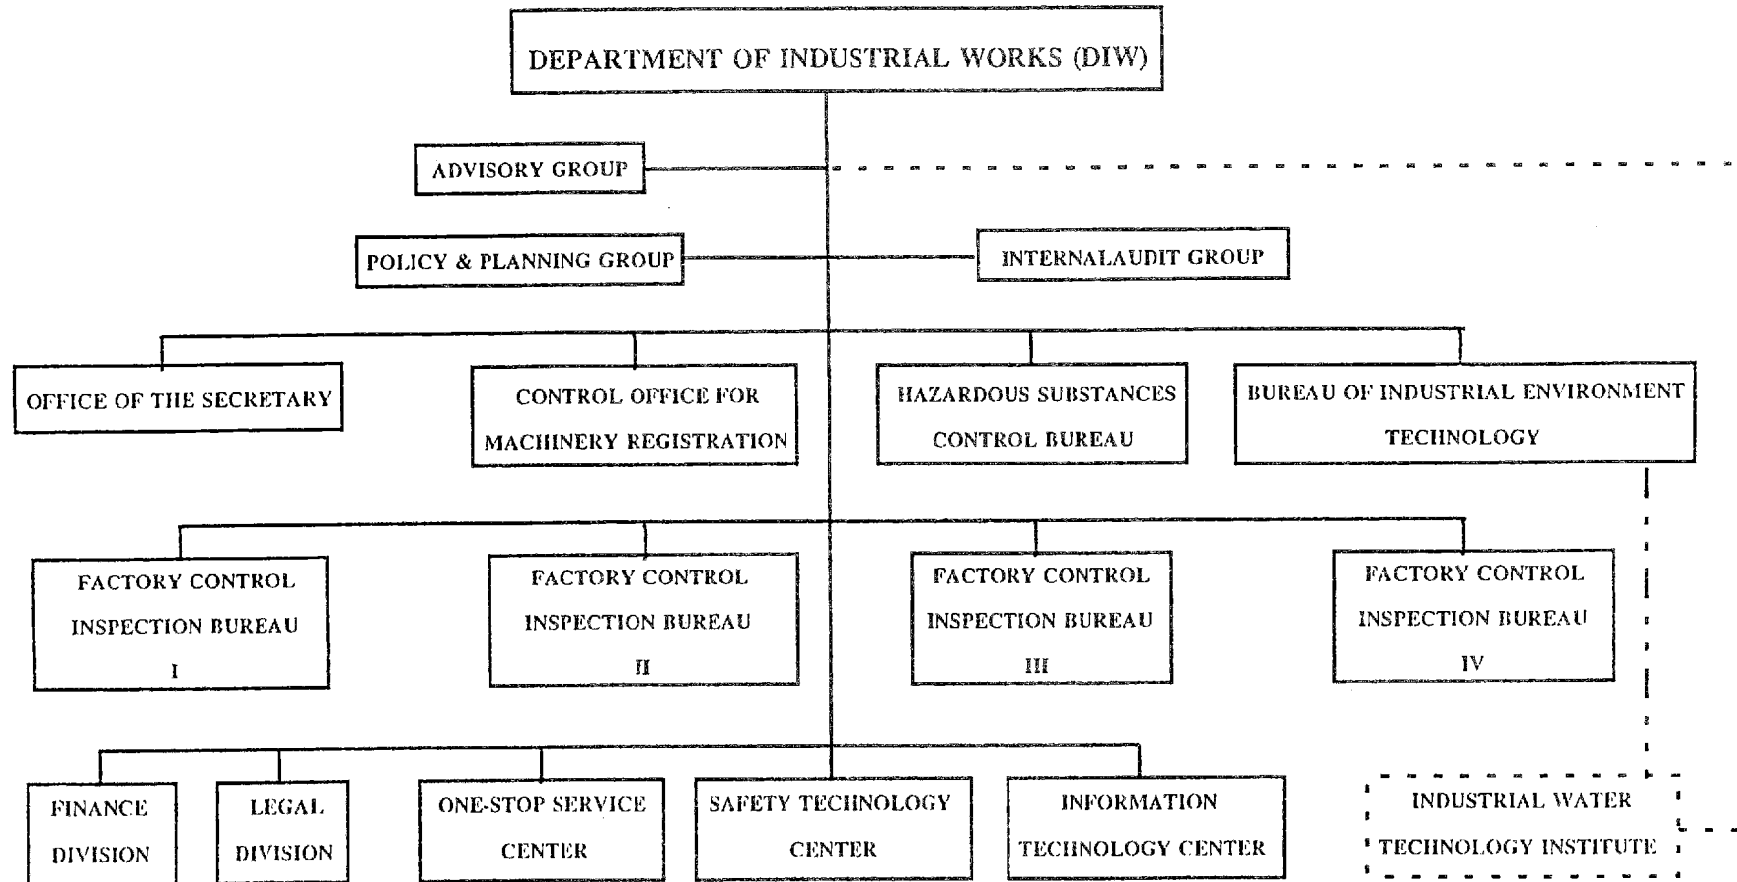 DEPARTMENT OF INDUSTRIAL WORKS (DIW)
ADVISORY GROUP
POLICY & PLANNING GROUP
INTERNALAUDIT GROUP
OFFICE OF THE SECRETARY
CONTROL OFFICE FOR
MACHINERY REGISTRATION
HAZARDOUS SUBSTANCES
CONTROL BUREAU
BUREAU OF INDUSTRIAL ENVIRONMENT
TECHNOLOGY
FACTORY CONTROL
INSPECTION BUREAU
I
FACTORY CONTROL
INSPECTION BUREAU
II
FACTORY CONTROL
INSPECTION BUREAU
III
FACTORY CONTROL
INSPECTION BUREAU
IV
FINANCE
DIVISION
LEGAL
DIVISION
ONE-STOP SERVICE
CENTER
SAFETY TECHNOLOGY
CENTER
INFORMATION
TECHNOLOGY CENTER
INDUSTRIAL WATER
TECHNOLOGY INSTITUTE